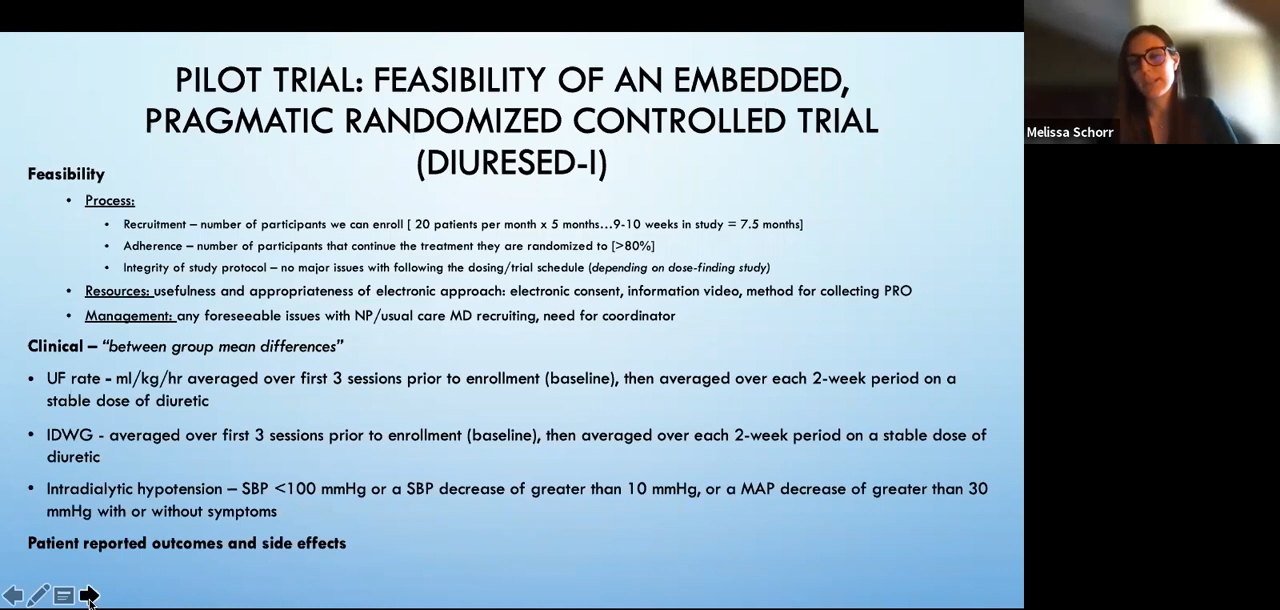 PILOT TRIAL: FEASIBILITY OF AN EMBEDDED,
PRAGMATIC RANDOMIZED CONTROLLED TRIAL
(DIURESED-I)
Feasibility
• Process:
• Recruitment – number of participants we can enroll [ 20 patients per month x 5 months…9-10 weeks in study = 7.5 months]
• Adherence – number of participants that continue the treatment they are randomized to [>80%]
• Integrity of study protocol – no major issues with following the dosing/trial schedule (depending on dose-finding study)
• Resources: usefulness and appropriateness of electronic approach: electronic consent, information video, method for collecting PRO
• Management: any foreseeable issues with NP/usual care MD recruiting, need for coordinator
Clinical – “between group mean differences”
• UF rate - ml/kg/hr averaged over first 3 sessions prior to enrollment (baseline), then averaged over each 2-week period on a
stable dose of diuretic
• IDWG - averaged over first 3 sessions prior to enrollment (baseline), then averaged over each 2-week period on a stable dose of
diuretic
• Intradialytic hypotension – SBP <100 mmHg or a SBP decrease of greater than 10 mmHg, or a MAP decrease of greater than 30
mmHg with or without symptoms
Patient reported outcomes and side effects
Melissa Schorr